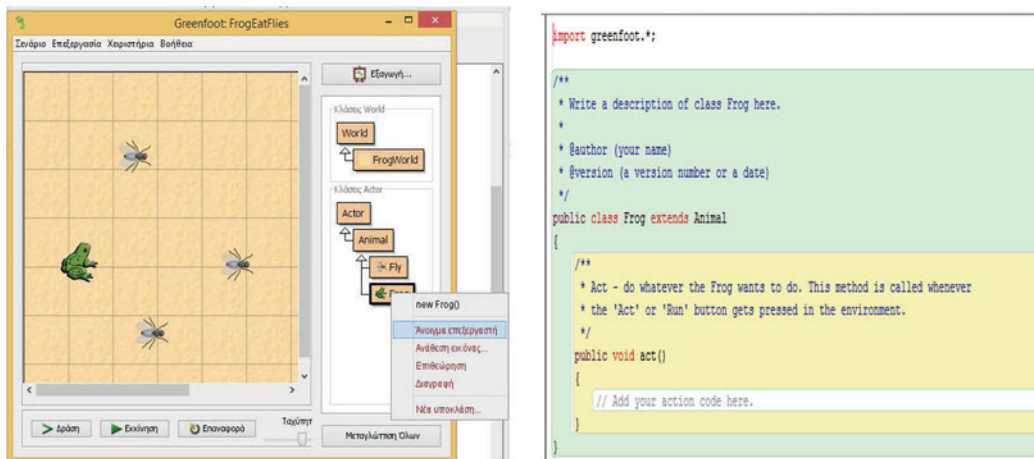 Greenfoot: FrogEatFlies
Σενάριο Επεξεργασία Χειριστήρια Βοήθεια
Εξαγωγή...
Κλάσεις World
World
FrogWorld
Κλάσεις Actor
Actor
Animal
Fly
Frog
new Frog()
Άνοιγμα επεξεργαστή
Ανάθεση εικόνας...
Επιθεώρηση
Διαγραφή
Νέα υποκλάση...
Δράση
Εκκίνηση
Επαναφορά
Ταχύτητ
Μεταγλώττιση Όλων
import greenfoot.*;
/**
* Write a description of class Frog here.
*
* @author (your name)
* @version (a version number or a date)
*/
public class Frog extends Animal
{
/**
* Act - do whatever the Frog wants to do. This method is called whenever
* the 'Act' or 'Run' button gets pressed in the environment.
*/
public void act()
{
// Add your action code here.
}
}